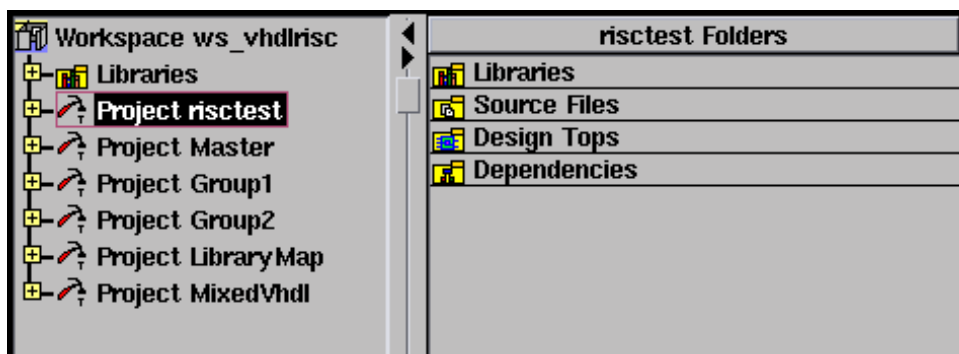 Workspace ws_vhdlrisc
Libraries
Project risctest
Project Master
Project Group1
Project Group2
Project LibraryMap
Project MixedVhdl
risctest Folders
Libraries
Source Files
Design Tops
Dependencies